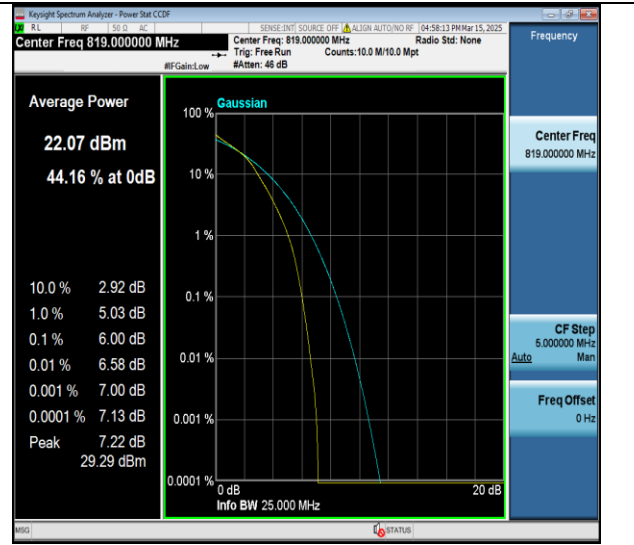 Keysight Spectrum Analyzer - Power Stat CCDF
RL RF 50 Ω AC SENSE:INT SOURCE OFF ALIGN AUTO/NO RF 04:58:13 PM Mar 15, 2025
Center Freq 819.000000 MHz
Center Freq: 819.000000 MHz Radio Std: None
Trig: Free Run Counts:10.0 M/10.0 Mpt
#IFGain:Low #Atten: 46 dB
Frequency
Center Freq
819.000000 MHz
CF Step
5.000000 MHz
Auto Man
Freq Offset
0 Hz
Average Power
22.07 dBm
44.16 % at 0dB
10.0 % 2.92 dB
1.0 % 5.03 dB
0.1 % 6.00 dB
0.01 % 6.58 dB
0.001 % 7.00 dB
0.0001 % 7.13 dB
Peak 7.22 dB
29.29 dBm
Gaussian
100 %
10 %
1 %
0.1 %
0.01 %
0.001 %
0.0001 %
0 dB 20 dB
Info BW 25.000 MHz
MSG STATUS